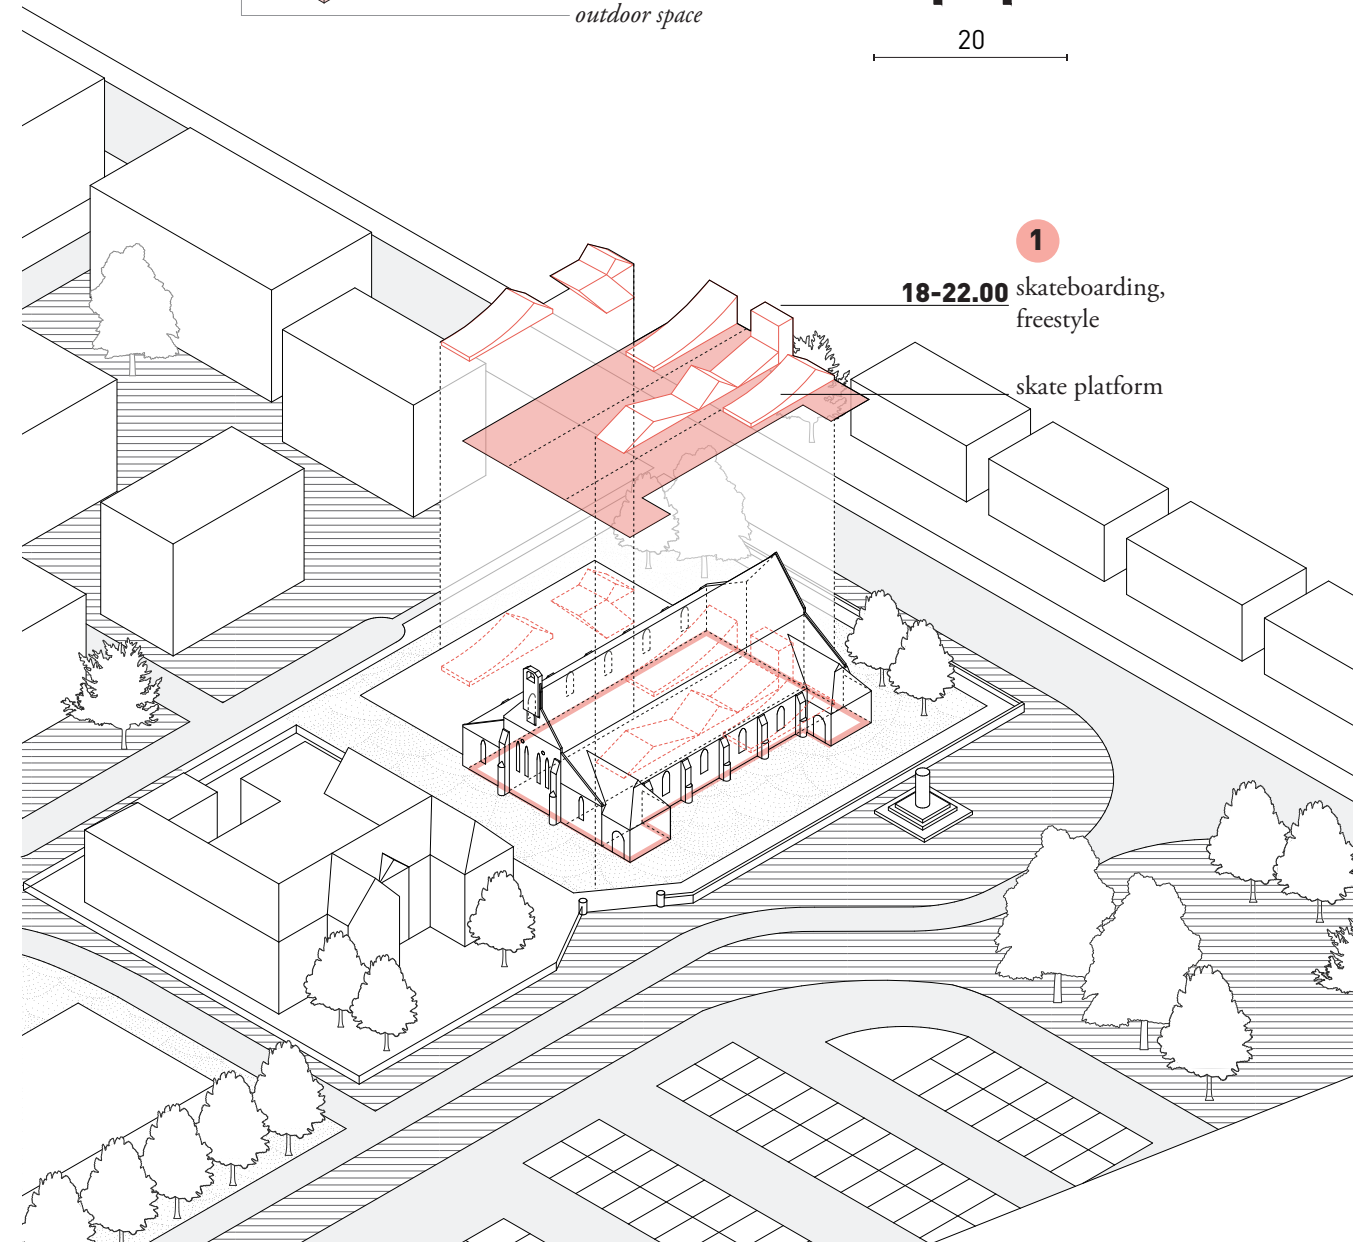 outdoor space
20
1
18-22.00 skateboarding,
freestyle
skate platform